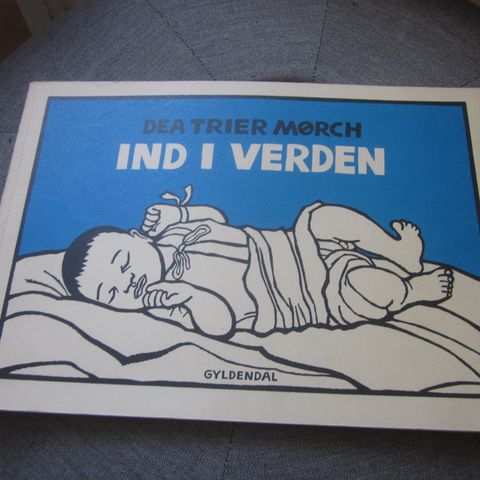 DEA TRIER MØRCH
IND I VERDEN
GYLDENDAL